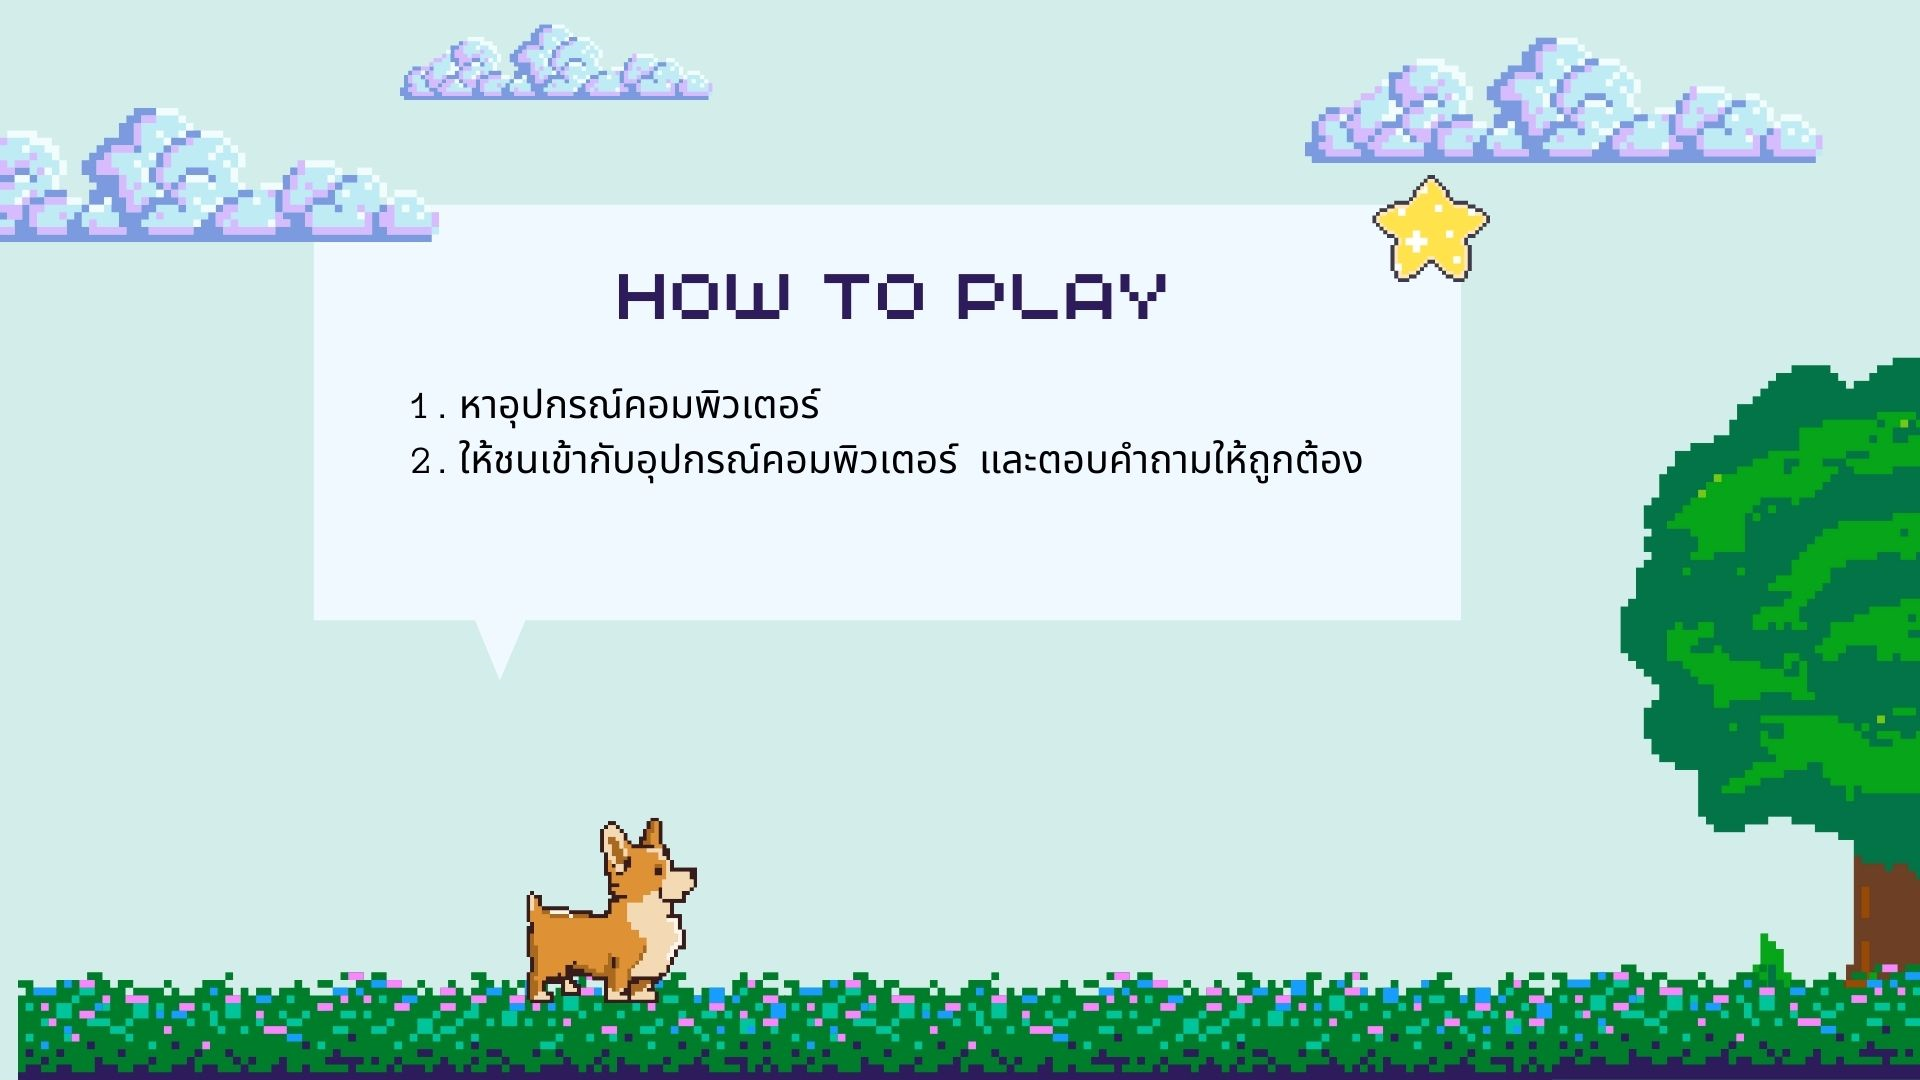 HOW TO PLAY
1. หาอุปกรณ์คอมพิวเตอร์
2. ให้ชนเข้ากับอุปกรณ์คอมพิวเตอร์ และตอบคำถามให้ถูกต้อง